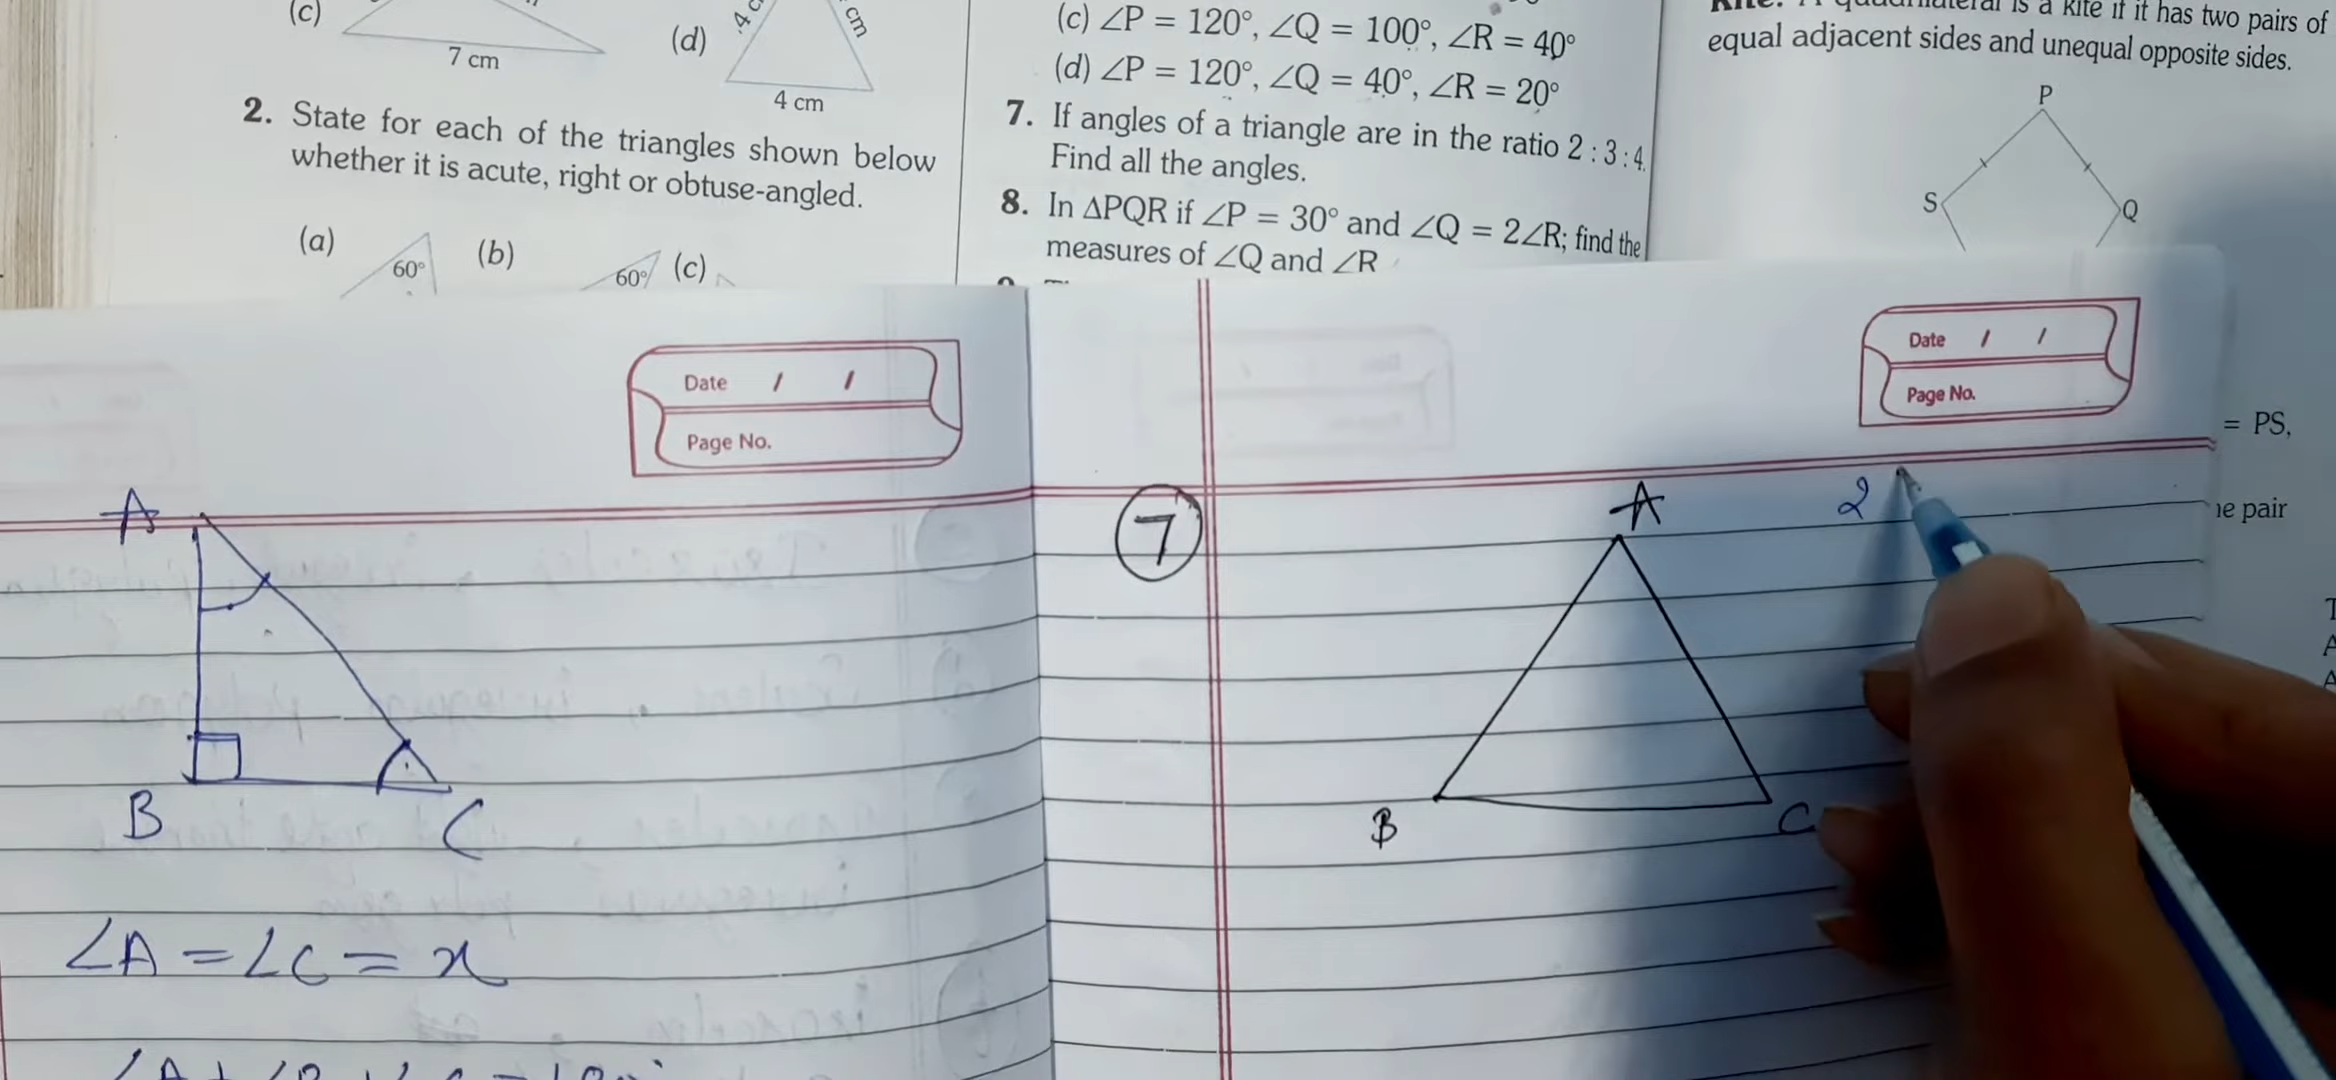 (c)
7 cm
(d)
cm
4 cm
2. State for each of the triangles shown below
whether it is acute, right or obtuse-angled.
(a)
60°
(b)
60°
(c)
(c) ∠P = 120°, ∠Q = 100°, ∠R = 40°
(d) ∠P = 120°, ∠Q = 40°, ∠R = 20°
7. If angles of a triangle are in the ratio 2 : 3 : 4.
Find all the angles.
8. In ΔPQR if ∠P = 30° and ∠Q = 2∠R; find the
measures of ∠Q and ∠R
is a kite if it has two pairs of
equal adjacent sides and unequal opposite sides.
P
S
Q
= PS,
pair
Date / /
Page No.
A
B
C
∠A = ∠C = x
Date / /
Page No.
7
A
2
B
C